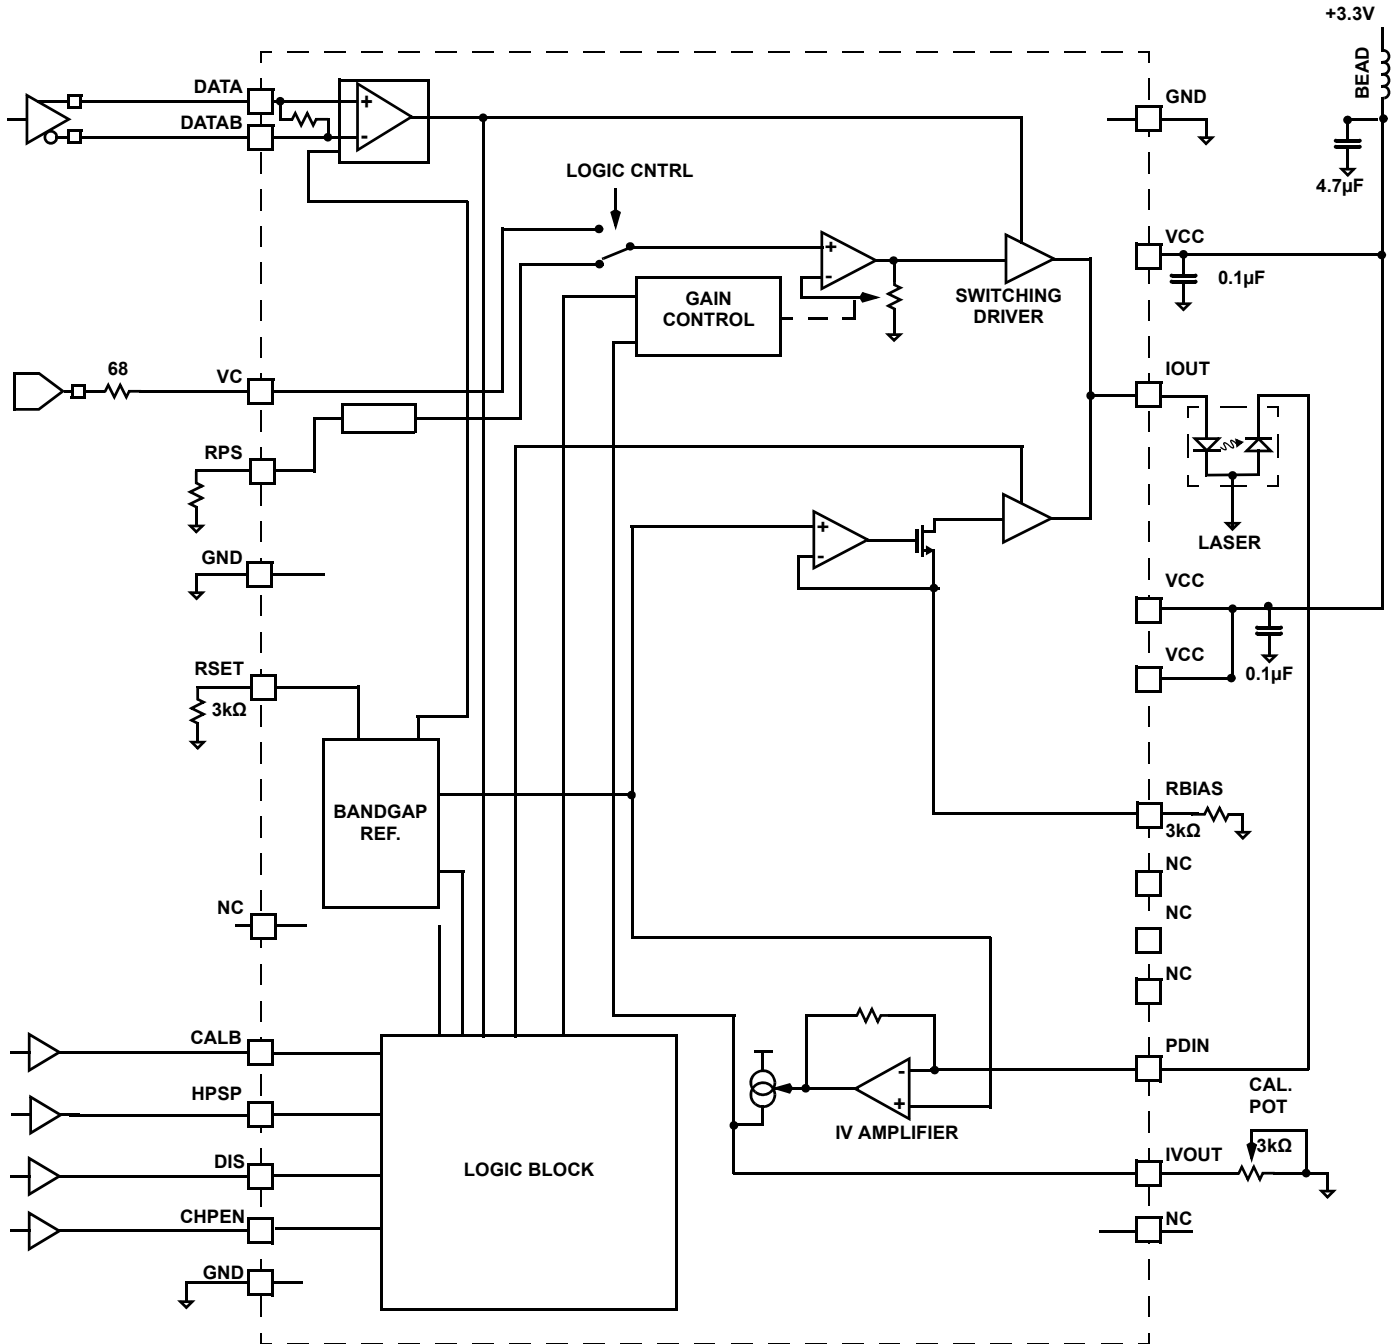 +3.3V
BEAD
DATA
GND
DATAB
+
-
LOGIC CNTRL
4.7µF
VCC
+
-
0.1µF
GAIN
CONTROL
SWITCHING
DRIVER
68
VC
IOUT
RPS
+
-
LASER
GND
VCC
RSET
VCC
0.1µF
3kΩ
BANDGAP
REF.
RBIAS
3kΩ
NC
NC
NC
NC
CALB
PDIN
-
+
CAL.
POT
HPSP
IV AMPLIFIER
3kΩ
DIS
LOGIC BLOCK
IVOUT
CHPEN
NC
GND